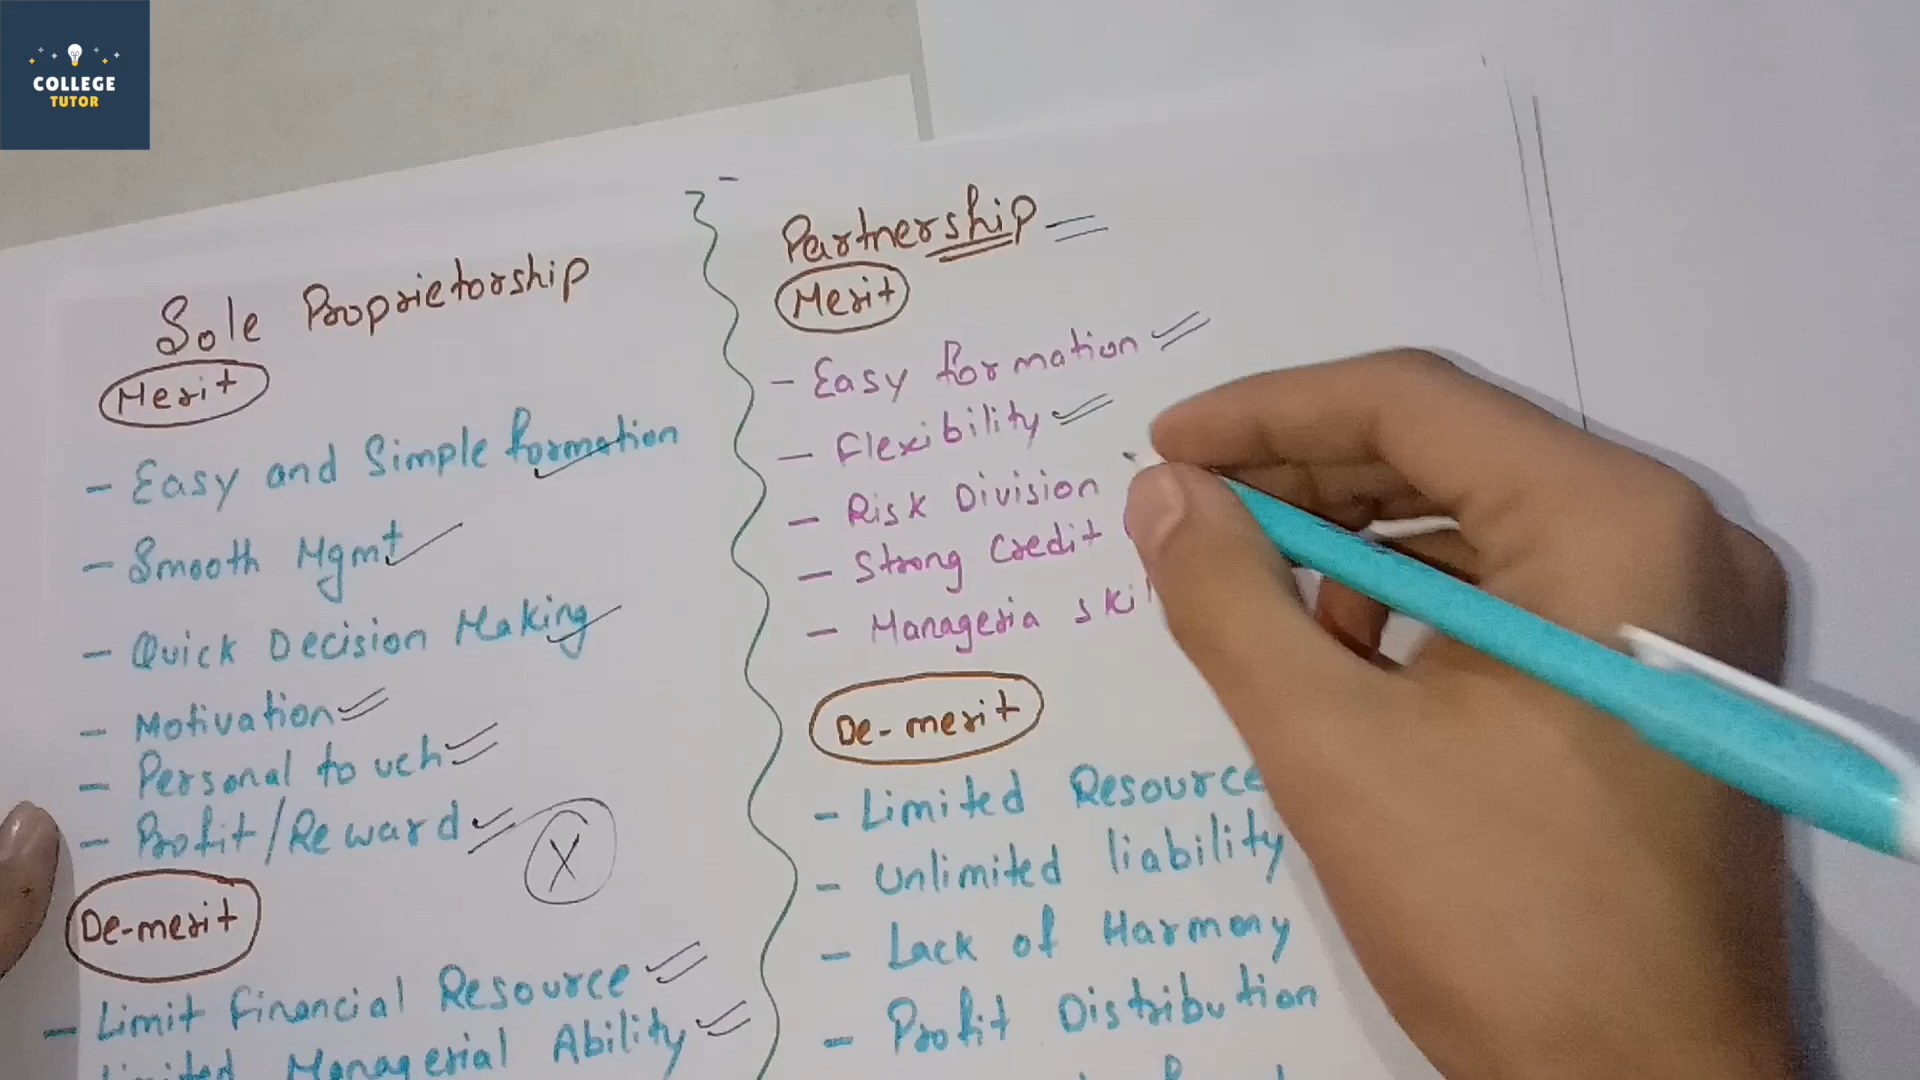 COLLEGE
TUTOR
Sole Proprietorship
Merit
- Easy and Simple formation
- Smooth Mgmt
- Quick Decision Making
- Motivation
- Personal touch
- Profit/Reward
X
De-merit
- Limit Financial Resource
Limited Managerial Ability
Partnership
Merit
- Easy formation
- Flexibility
- Risk Division
- Strong Credit
- Manageria
De-merit
- Limited Resource
- Unlimited liability
- Lack of Harmony
- Profit Distribution